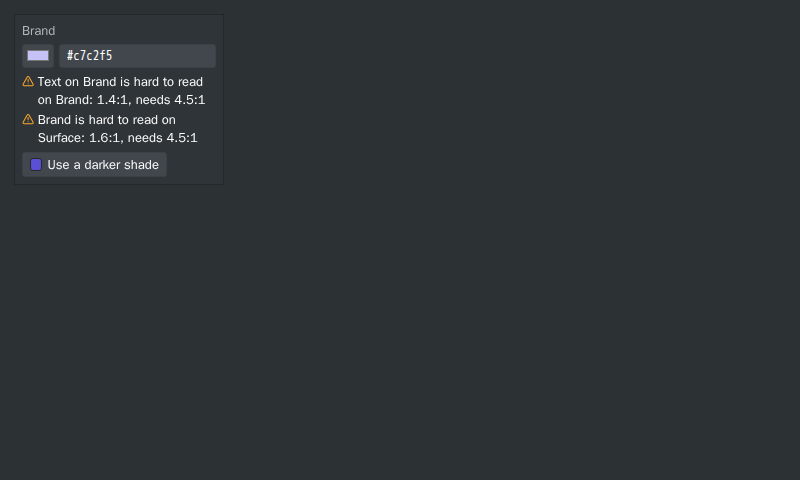 Brand
#c7c2f5
Text on Brand is hard to read
on Brand: 1.4:1, needs 4.5:1
Brand is hard to read on
Surface: 1.6:1, needs 4.5:1
Use a darker shade